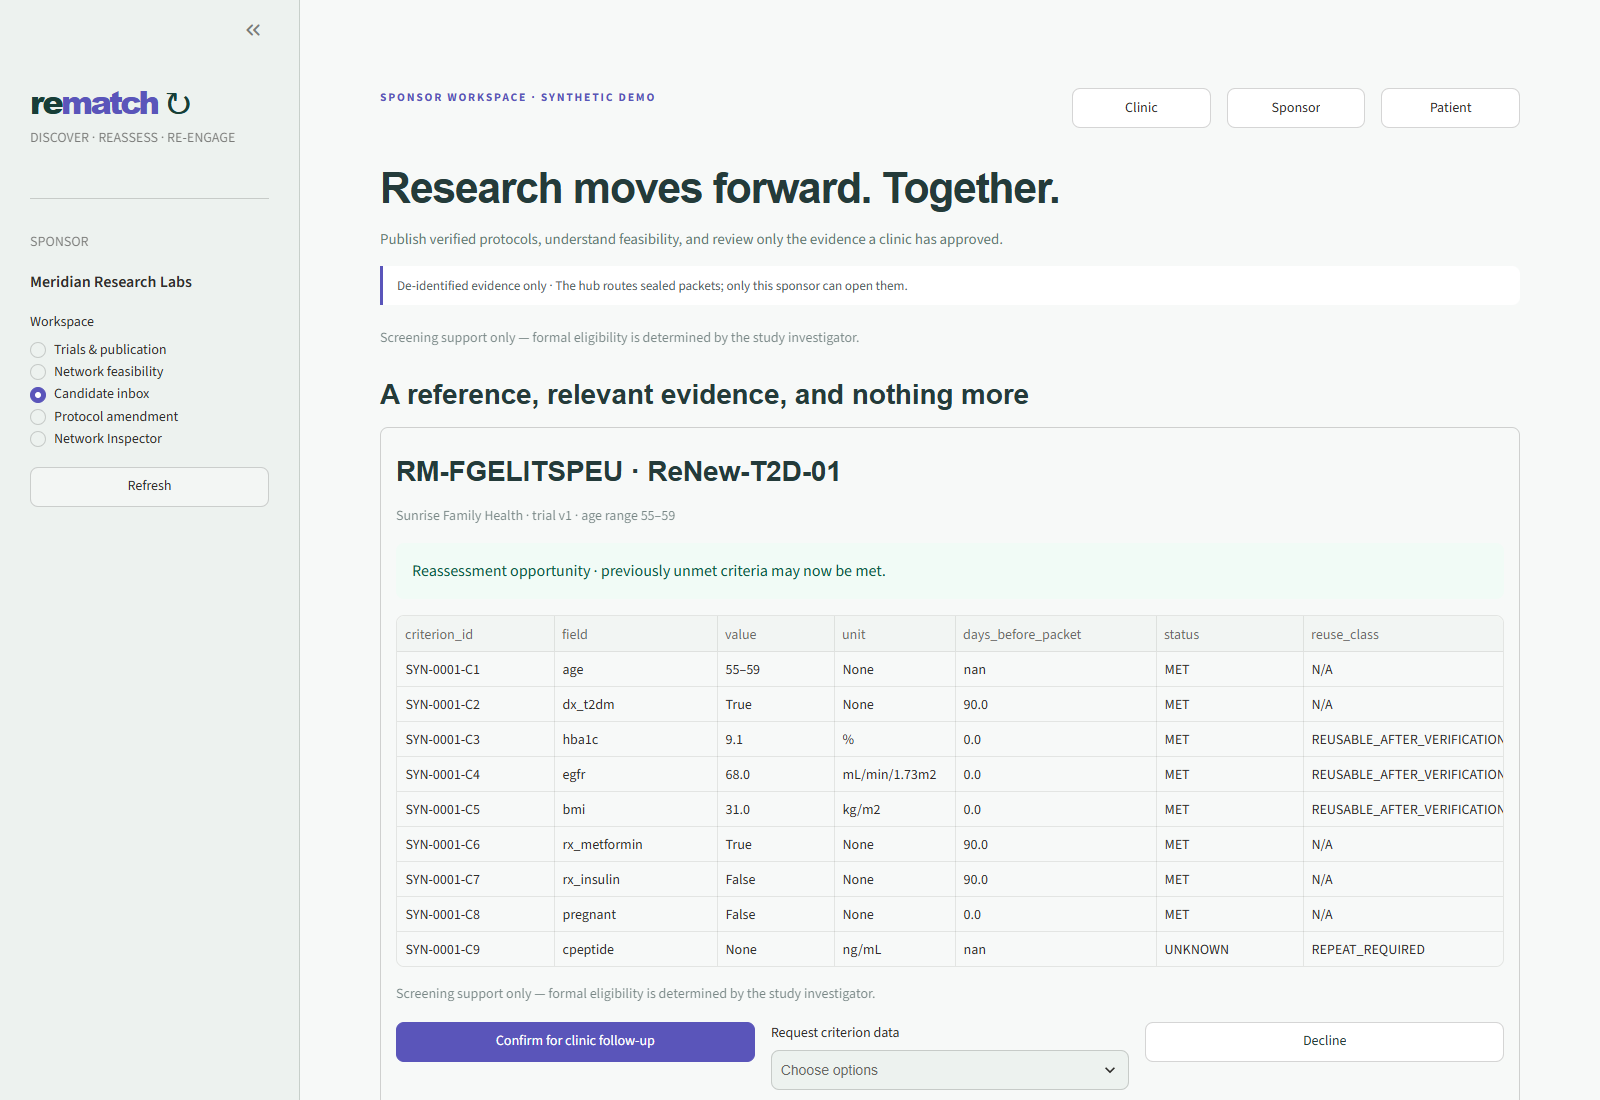 rematch ↻
DISCOVER · REASSESS · RE-ENGAGE
SPONSOR
Meridian Research Labs
Workspace
Trials & publication
Network feasibility
Candidate inbox
Protocol amendment
Network Inspector
Refresh
SPONSOR WORKSPACE · SYNTHETIC DEMO
Clinic Sponsor Patient
Research moves forward. Together.
Publish verified protocols, understand feasibility, and review only the evidence a clinic has approved.
De-identified evidence only · The hub routes sealed packets; only this sponsor can open them.
Screening support only — formal eligibility is determined by the study investigator.
A reference, relevant evidence, and nothing more
RM-FGELITSPEU · ReNew-T2D-01
Sunrise Family Health · trial v1 · age range 55–59
Reassessment opportunity · previously unmet criteria may now be met.
criterion_id field value unit days_before_packet status reuse_class
SYN-0001-C1 age 55–59 None nan MET N/A
SYN-0001-C2 dx_t2dm True None 90.0 MET N/A
SYN-0001-C3 hba1c 9.1 % 0.0 MET REUSABLE_AFTER_VERIFICATION
SYN-0001-C4 egfr 68.0 mL/min/1.73m2 0.0 MET REUSABLE_AFTER_VERIFICATION
SYN-0001-C5 bmi 31.0 kg/m2 0.0 MET REUSABLE_AFTER_VERIFICATION
SYN-0001-C6 rx_metformin True None 90.0 MET N/A
SYN-0001-C7 rx_insulin False None 90.0 MET N/A
SYN-0001-C8 pregnant False None 0.0 MET N/A
SYN-0001-C9 cpeptide None ng/mL nan UNKNOWN REPEAT_REQUIRED
Screening support only — formal eligibility is determined by the study investigator.
Confirm for clinic follow-up
Request criterion data
Choose options
Decline